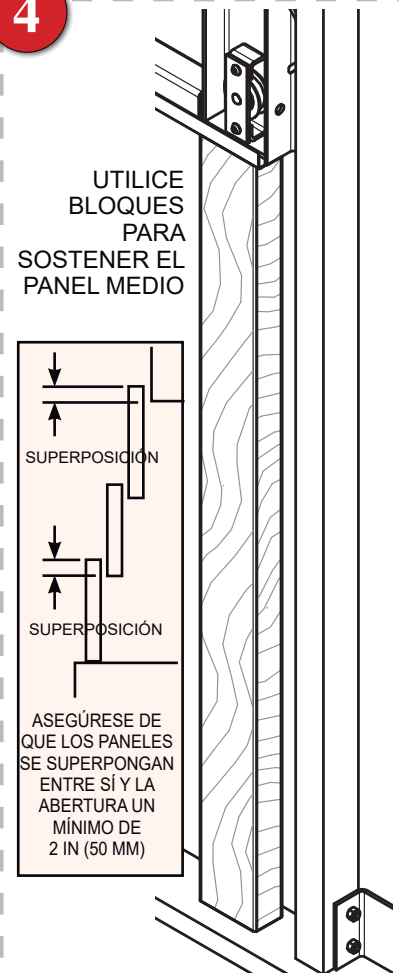 4
UTILICE
BLOQUES
PARA
SOSTENER EL
PANEL MEDIO
SUPERPOSICIÓN
SUPERPOSICIÓN
ASEGÚRESE DE
QUE LOS PANELES
SE SUPERPONGAN
ENTRE SÍ Y LA
ABERTURA UN
MÍNIMO DE
2 IN (50 MM)